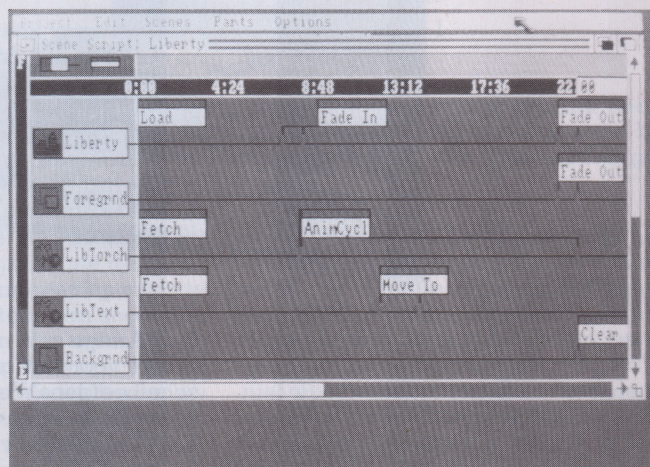 Project Edit Scenes Parts Options
Scene Script: Liberty
0:00 4:24 8:48 13:12 17:36 22:00
Load Fade In Fade Out
Liberty
Fade Out
Foregrnd
Fetch AnimCycl
LibTorch
Fetch Move To
LibText
Clear
Backgrnd